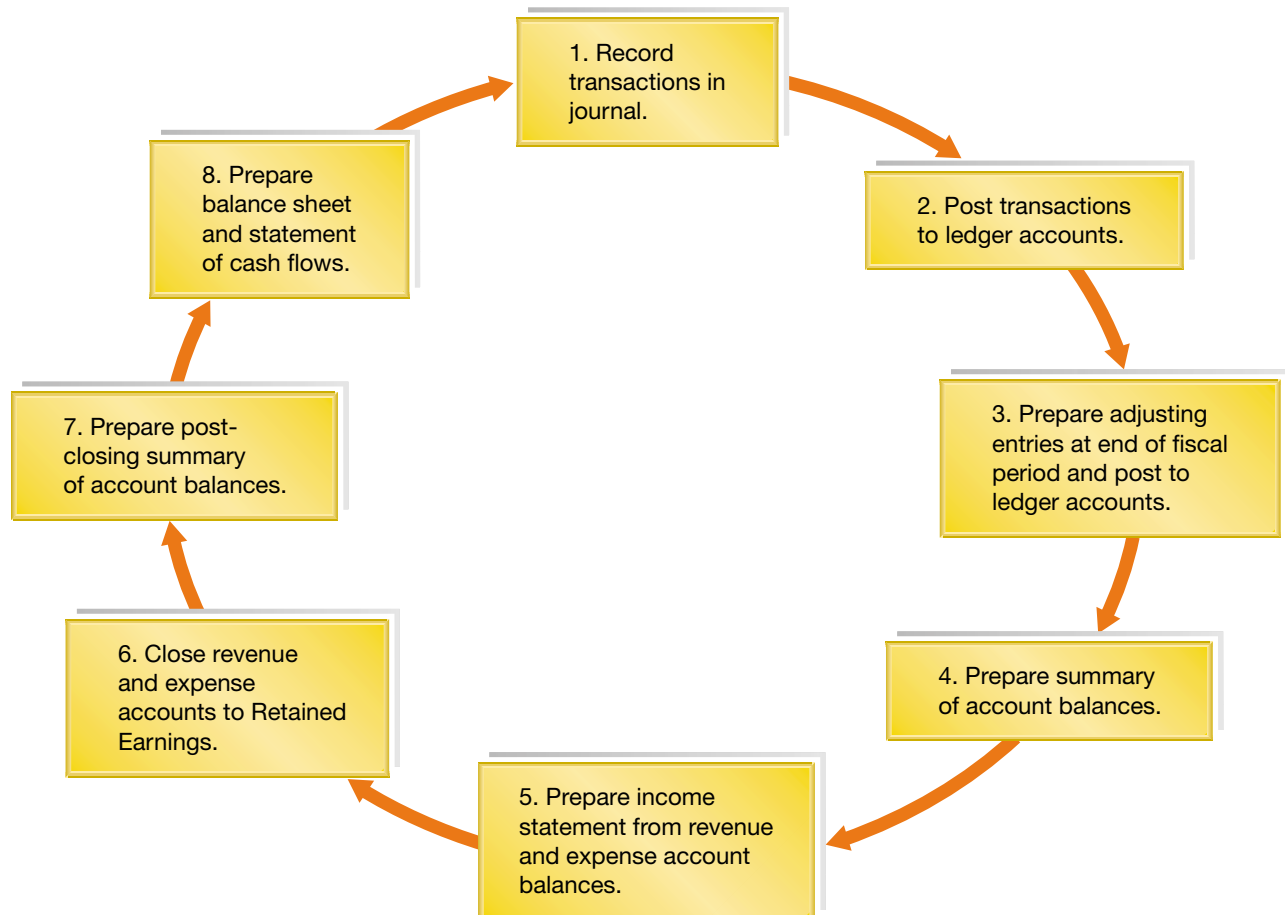 1. Record
transactions in
journal.
2. Post transactions
to ledger accounts.
3. Prepare adjusting
entries at end of fiscal
period and post to
ledger accounts.
4. Prepare summary
of account balances.
5. Prepare income
statement from revenue
and expense account
balances.
6. Close revenue
and expense
accounts to Retained
Earnings.
7. Prepare post-
closing summary
of account balances.
8. Prepare
balance sheet
and statement
of cash flows.